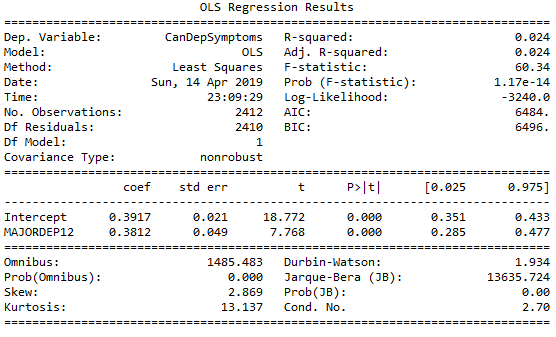 OLS Regression Results
==============================================================================
Dep. Variable: CanDepSymptoms R-squared: 0.024
Model: OLS Adj. R-squared: 0.024
Method: Least Squares F-statistic: 60.34
Date: Sun, 14 Apr 2019 Prob (F-statistic): 1.17e-14
Time: 23:09:29 Log-Likelihood: -3240.0
No. Observations: 2412 AIC: 6484.
Df Residuals: 2410 BIC: 6496.
Df Model: 1
Covariance Type: nonrobust
==============================================================================
coef std err t P>|t| [0.025 0.975]
------------------------------------------------------------------------------
Intercept 0.3917 0.021 18.772 0.000 0.351 0.433
MAJORDEP12 0.3812 0.049 7.768 0.000 0.285 0.477
==============================================================================
Omnibus: 1485.483 Durbin-Watson: 1.934
Prob(Omnibus): 0.000 Jarque-Bera (JB): 13635.724
Skew: 2.869 Prob(JB): 0.00
Kurtosis: 13.137 Cond. No. 2.70
==============================================================================